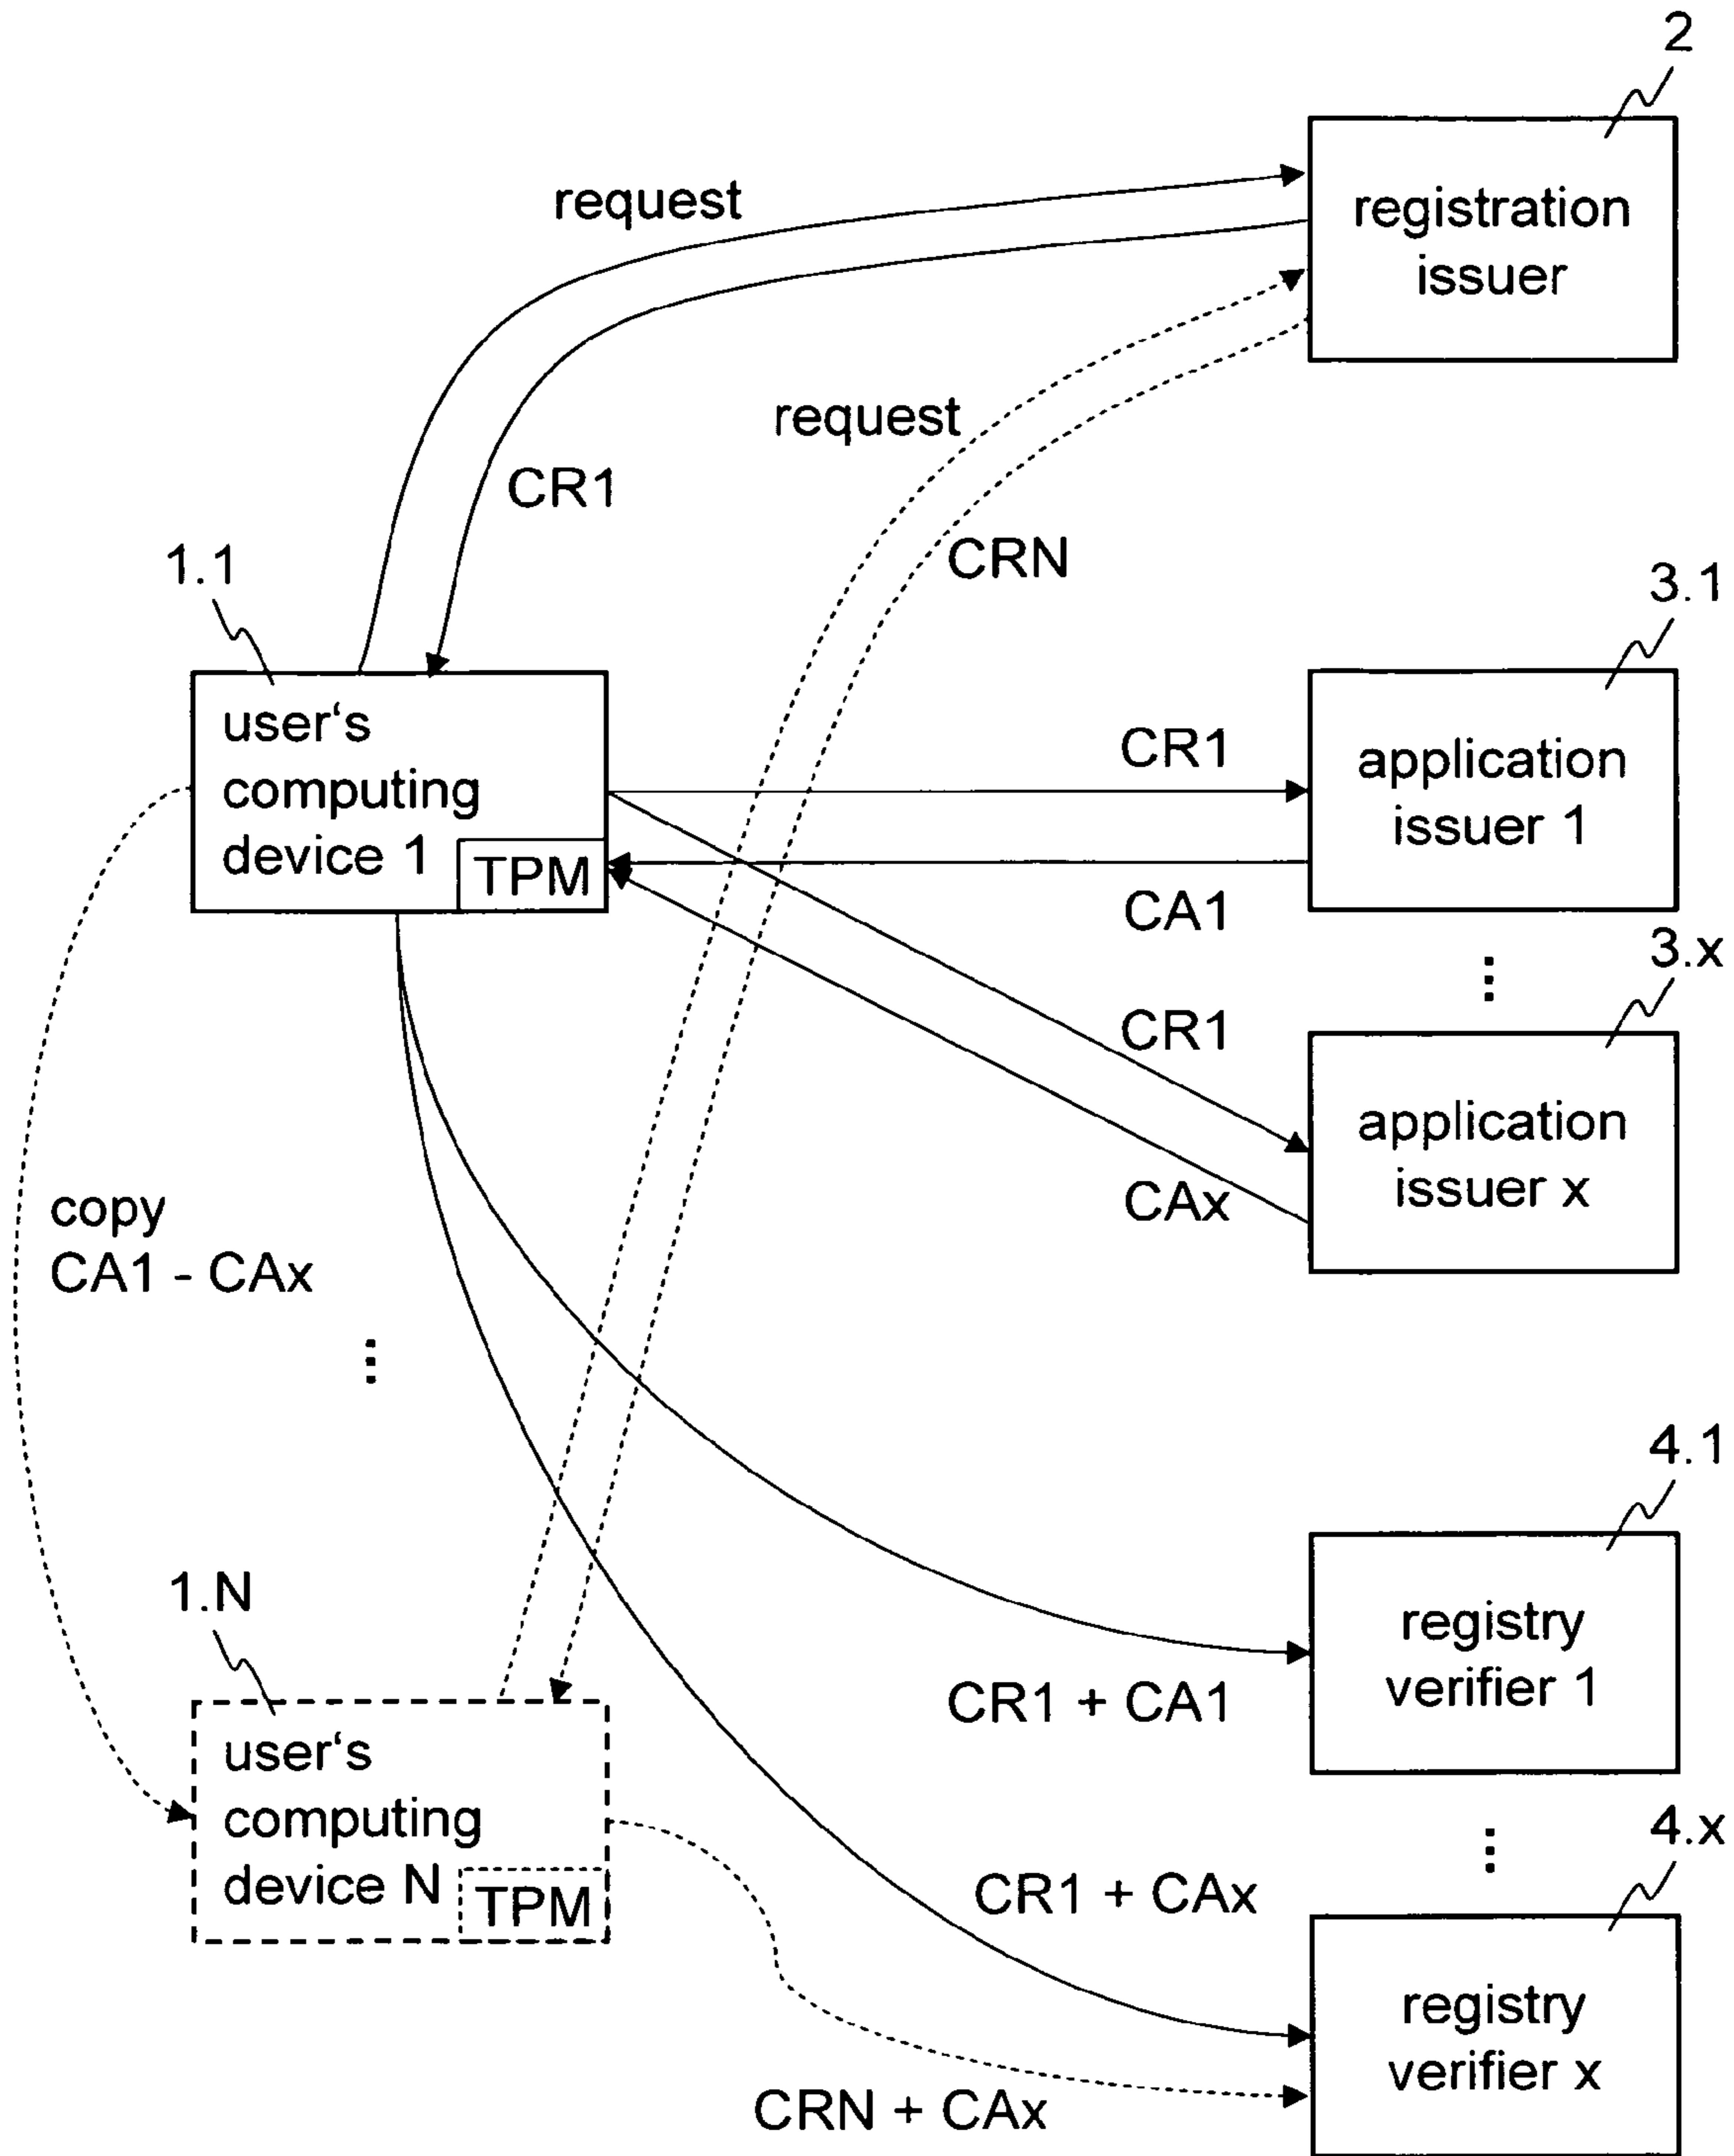 2
request
registration
issuer
request
CR1
CRN
1.1
3.1
user‘s
computing
device 1
TPM
CR1
application
issuer 1
CA1
3.x
CR1
application
issuer x
CAx
copy
CA1 - CAx
4.1
1.N
registry
verifier 1
CR1 + CA1
user‘s
computing
device N
TPM
4.x
CR1 + CAx
registry
verifier x
CRN + CAx